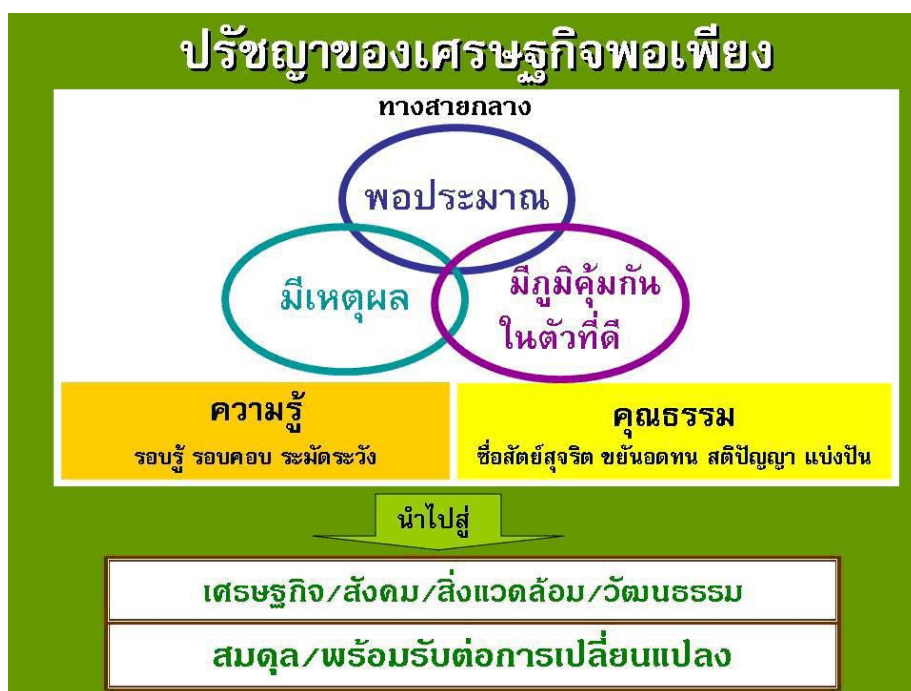 ปรัชญาของเศรษฐกิจพอเพียง
ทางสายกลาง
พอประมาณ
มีเหตุผล
มีภูมิคุ้มกัน
ในตัวที่ดี
ความรู้
รอบรู้ รอบคอบ ระมัดระวัง
คุณธรรม
ซื่อสัตย์สุจริต ขยันอดทน สติปัญญา แบ่งปัน
นำไปสู่
เศรษฐกิจ/สังคม/สิ่งแวดล้อม/วัฒนธรรม
สมดุล/พร้อมรับต่อการเปลี่ยนแปลง